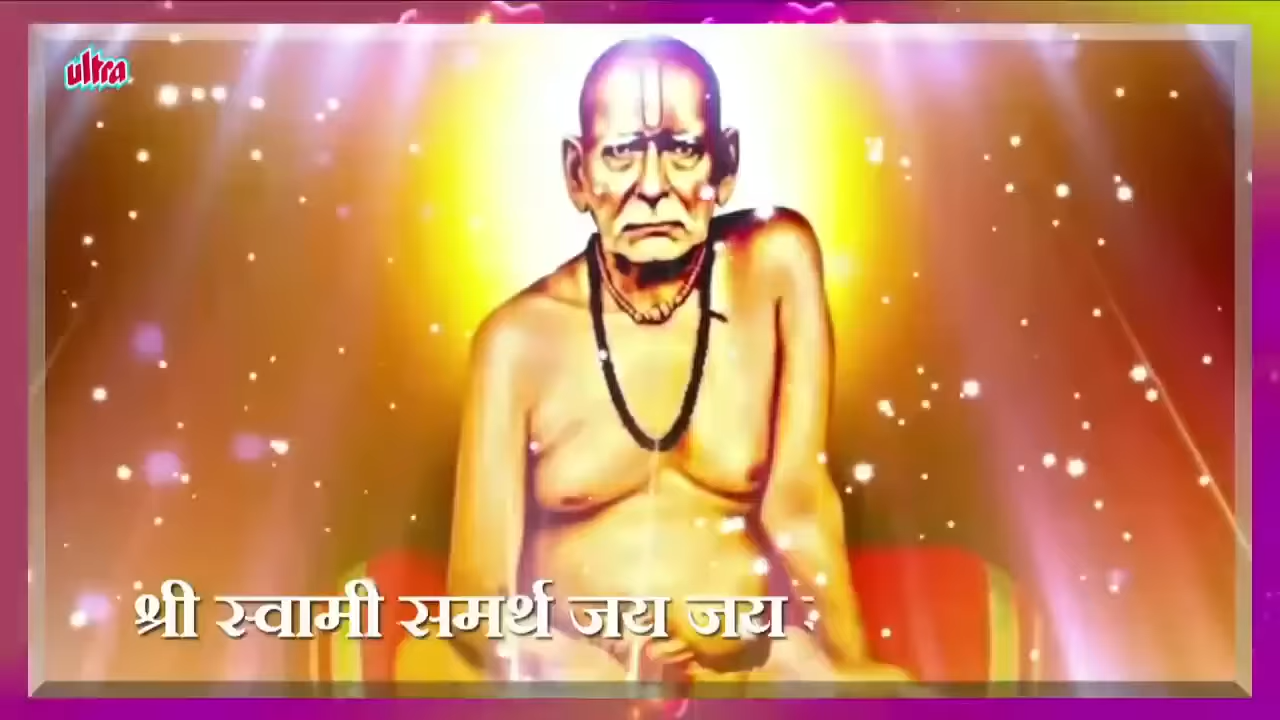 ultra
श्री स्वामी समर्थ जय जय